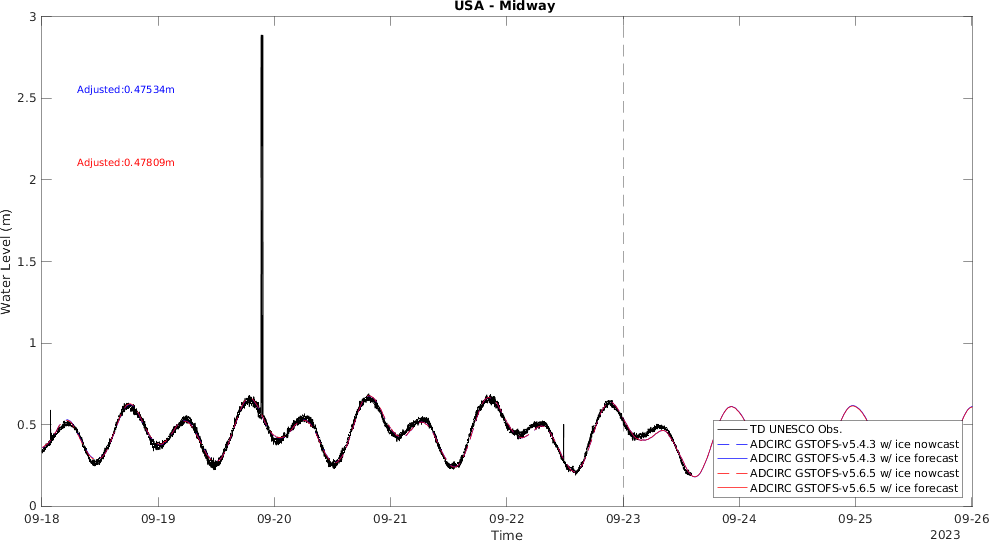 USA - Midway
3
2.5
2
1.5
1
0.5
0
Water Level (m)
Adjusted:0.47534m
Adjusted:0.47809m
TD UNESCO Obs.
ADCIRC GSTOFS-v5.4.3 w/ ice nowcast
ADCIRC GSTOFS-v5.4.3 w/ ice forecast
ADCIRC GSTOFS-v5.6.5 w/ ice nowcast
ADCIRC GSTOFS-v5.6.5 w/ ice forecast
09-18 09-19 09-20 09-21 09-22 09-23 09-24 09-25 09-26
Time
2023